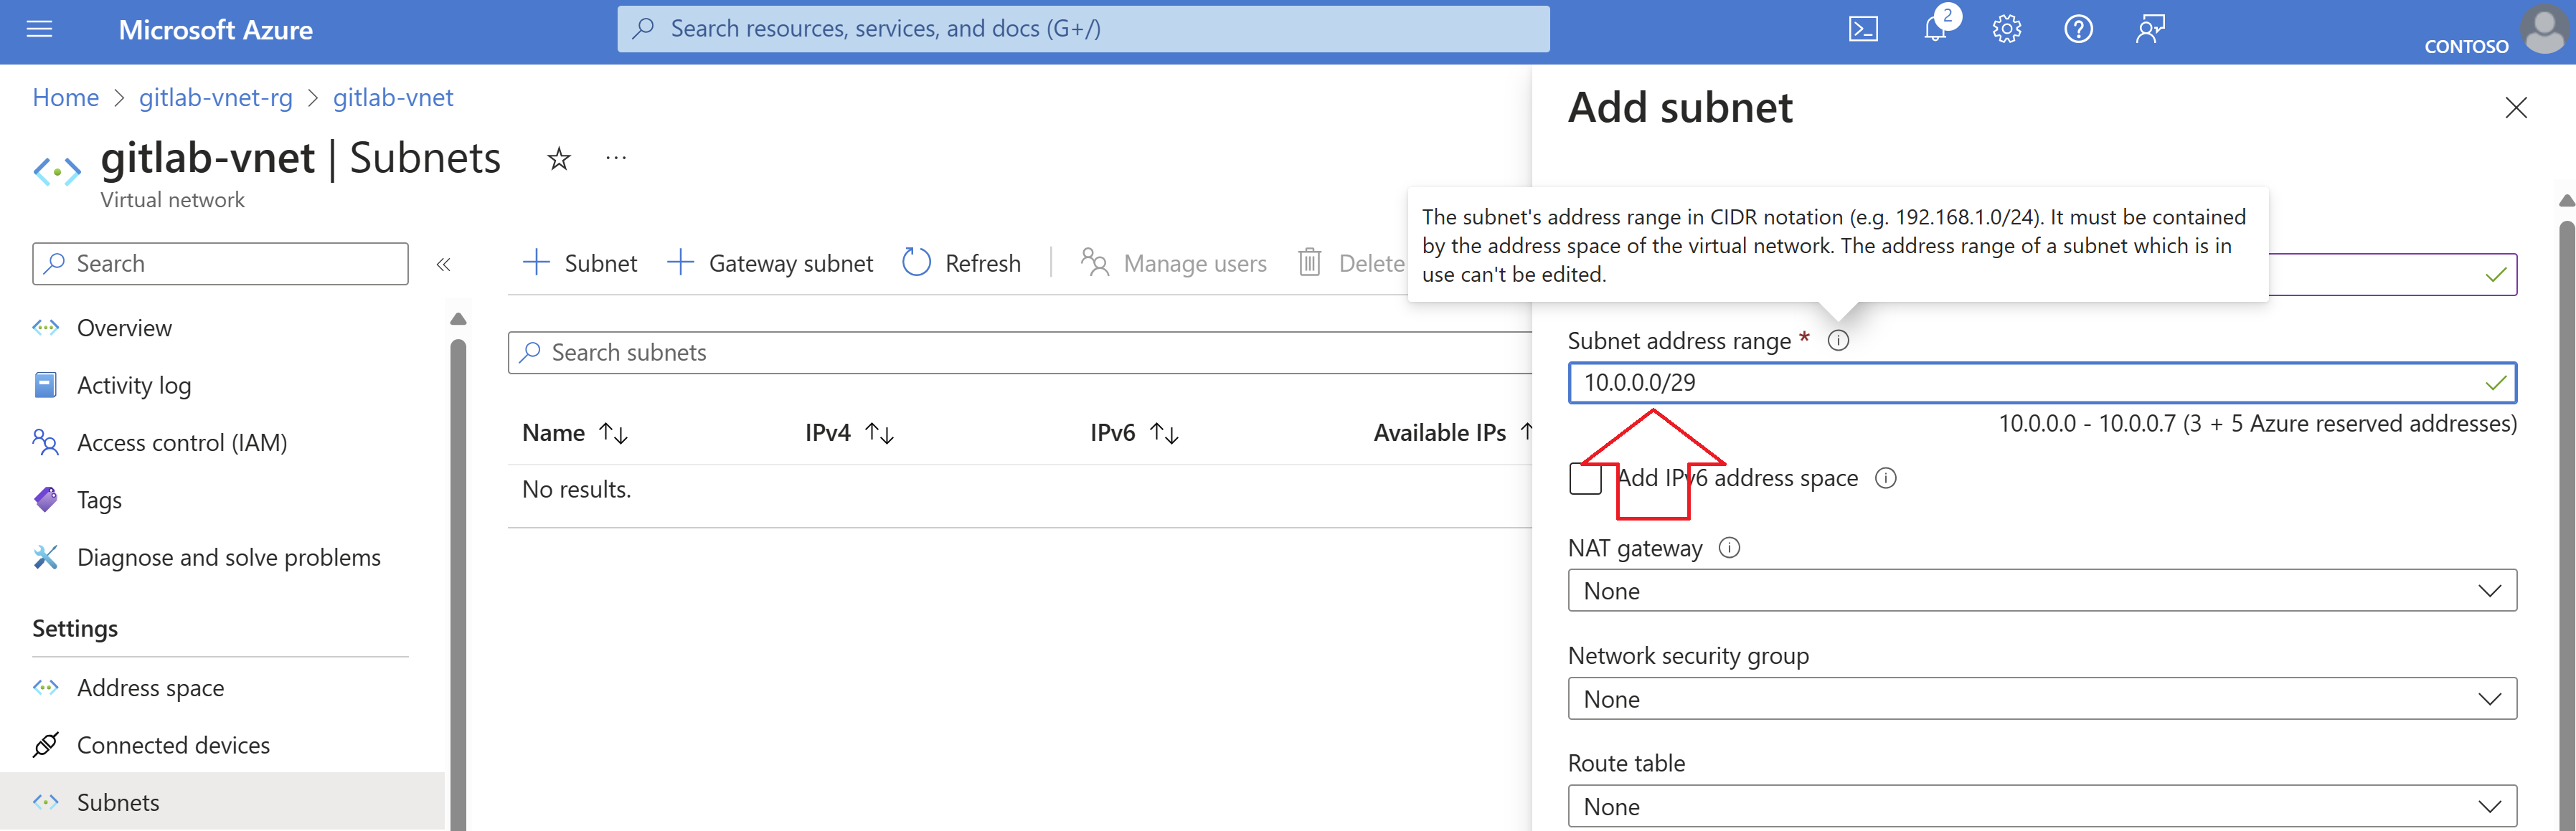 Microsoft Azure
Search resources, services, and docs (G+/)
2
CONTOSO
Home > gitlab-vnet-rg > gitlab-vnet
gitlab-vnet | Subnets
Virtual network
Search
Overview
Activity log
Access control (IAM)
Tags
Diagnose and solve problems
Settings
Address space
Connected devices
Subnets
Subnet
Gateway subnet
Refresh
Manage users
Delete
Search subnets
Name IPv4 IPv6 Available IPs
No results.
Add subnet
The subnet's address range in CIDR notation (e.g. 192.168.1.0/24). It must be contained
by the address space of the virtual network. The address range of a subnet which is in
use can't be edited.
Subnet address range *
10.0.0.0/29
10.0.0.0 - 10.0.0.7 (3 + 5 Azure reserved addresses)
Add IPv6 address space
NAT gateway
None
Network security group
None
Route table
None